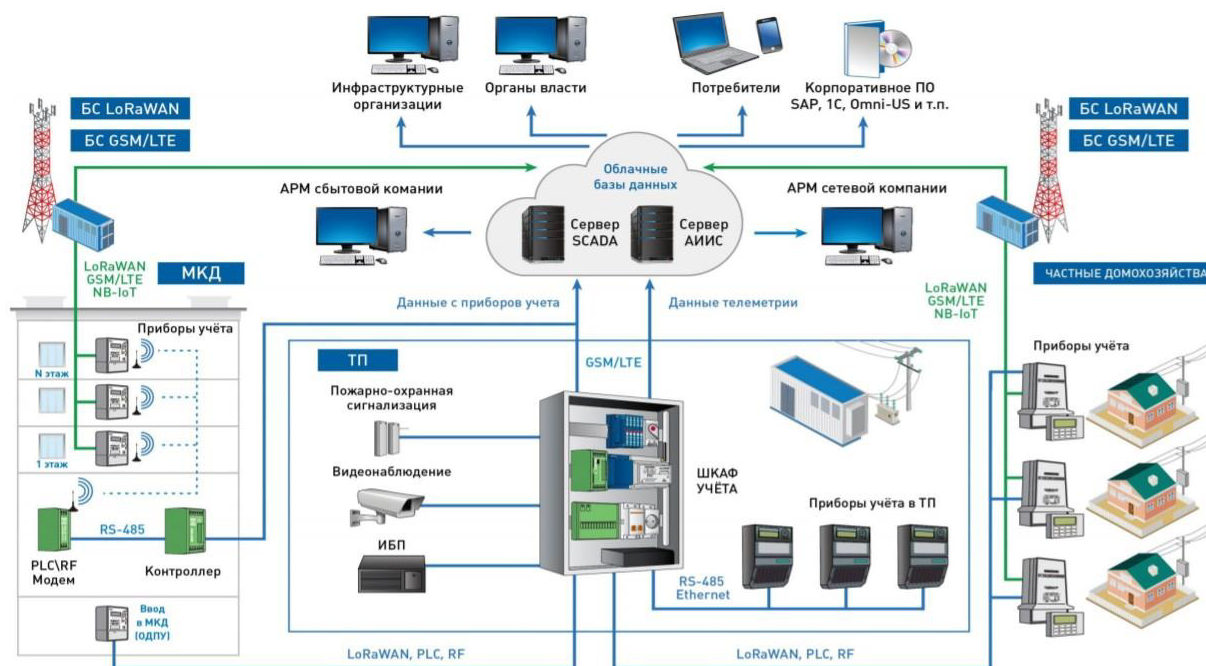 Инфраструктурные
организации
Органы власти
Потребители
Корпоративное ПО
SAP, 1C, Omni-US и т.п.
БС LoRaWAN
БС GSM/LTE
БС LoRaWAN
БС GSM/LTE
Облачные
базы данных
АРМ сбытовой комании
АРМ сетевой компании
Сервер
SCADA
Сервер
АИИС
LoRaWAN
GSM/LTE
NB-IoT
МКД
ЧАСТНЫЕ ДОМОХОЗЯЙСТВА
LoRaWAN
GSM/LTE
NB-IoT
Данные с приборов учета
Данные телеметрии
Приборы учёта
N этаж
1 этаж
RS-485
PLC\RF
Модем
Контроллер
Ввод
в МКД
(ОДПУ)
ТП
GSM/LTE
Пожарно-охранная
сигнализация
Видеонаблюдение
ИБП
ШКАФ
УЧЁТА
Приборы учёта в ТП
RS-485
Ethernet
Приборы учёта
LoRaWAN, PLC, RF
LoRaWAN, PLC, RF